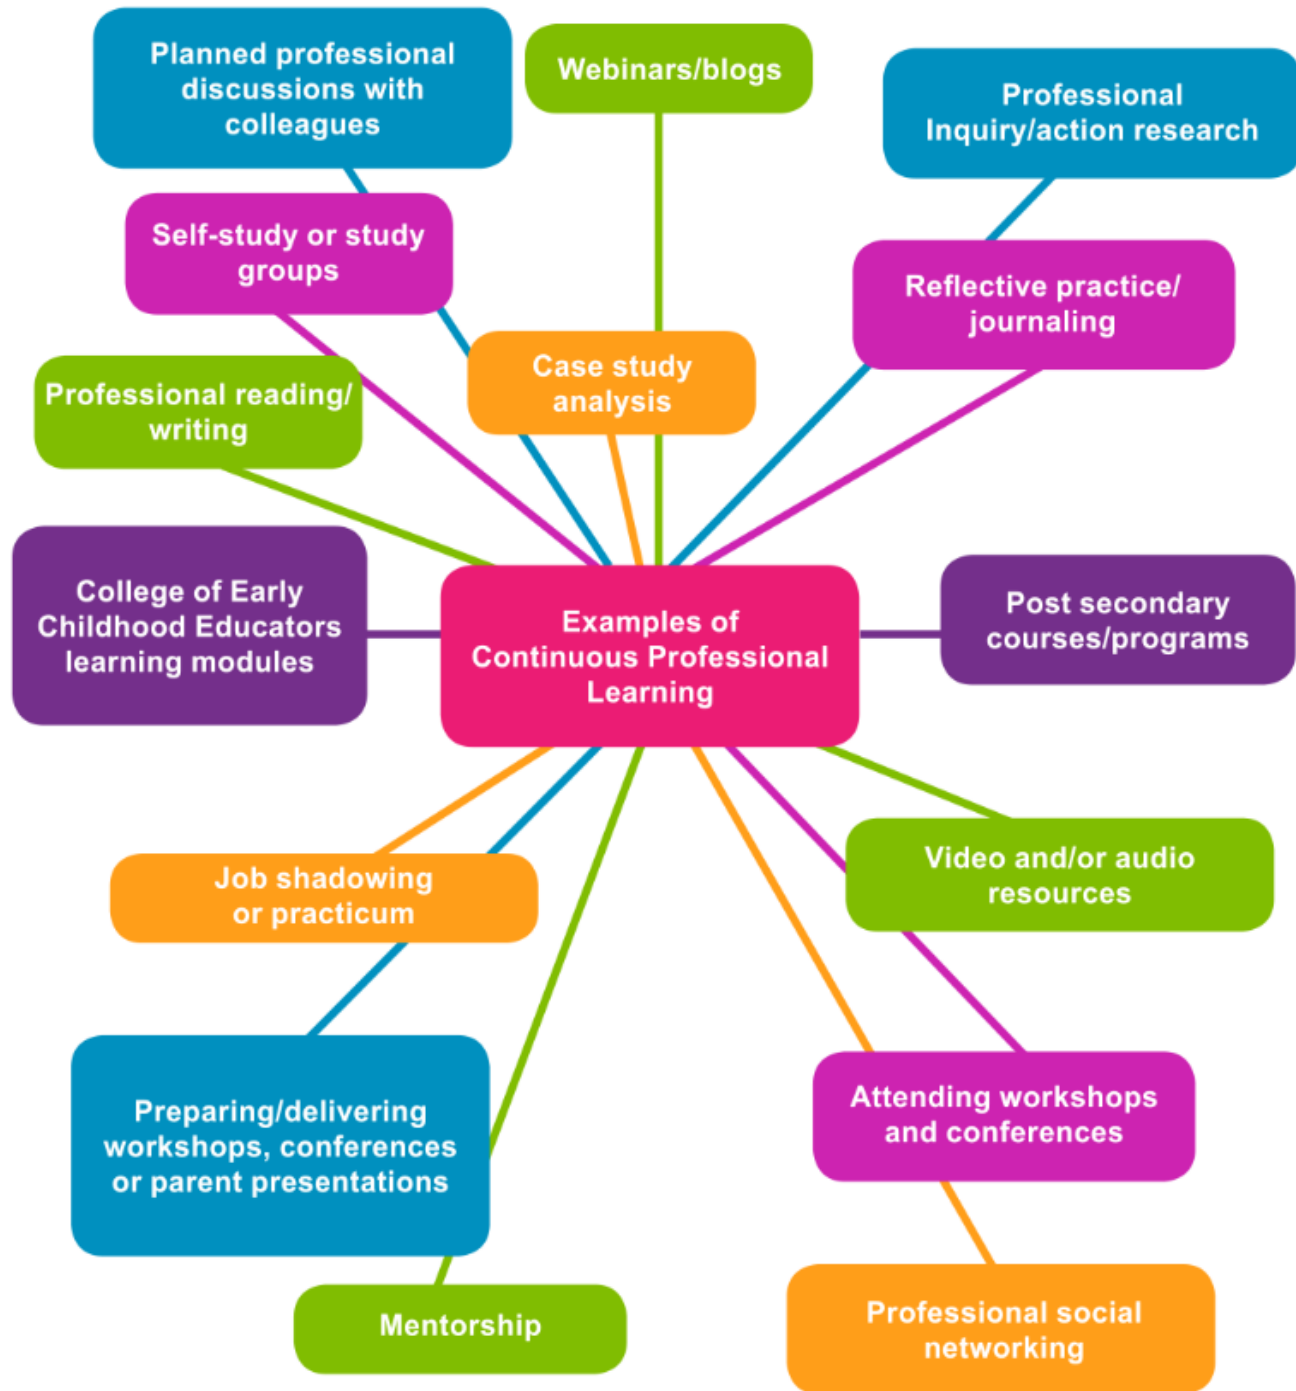 Planned professional
discussions with
colleagues
Webinars/blogs
Professional
Inquiry/action research
Self-study or study
groups
Reflective practice/
journaling
Case study
analysis
Professional reading/
writing
College of Early
Childhood Educators
learning modules
Examples of
Continuous Professional
Learning
Post secondary
courses/programs
Job shadowing
or practicum
Video and/or audio
resources
Preparing/delivering
workshops, conferences
or parent presentations
Attending workshops
and conferences
Mentorship
Professional social
networking